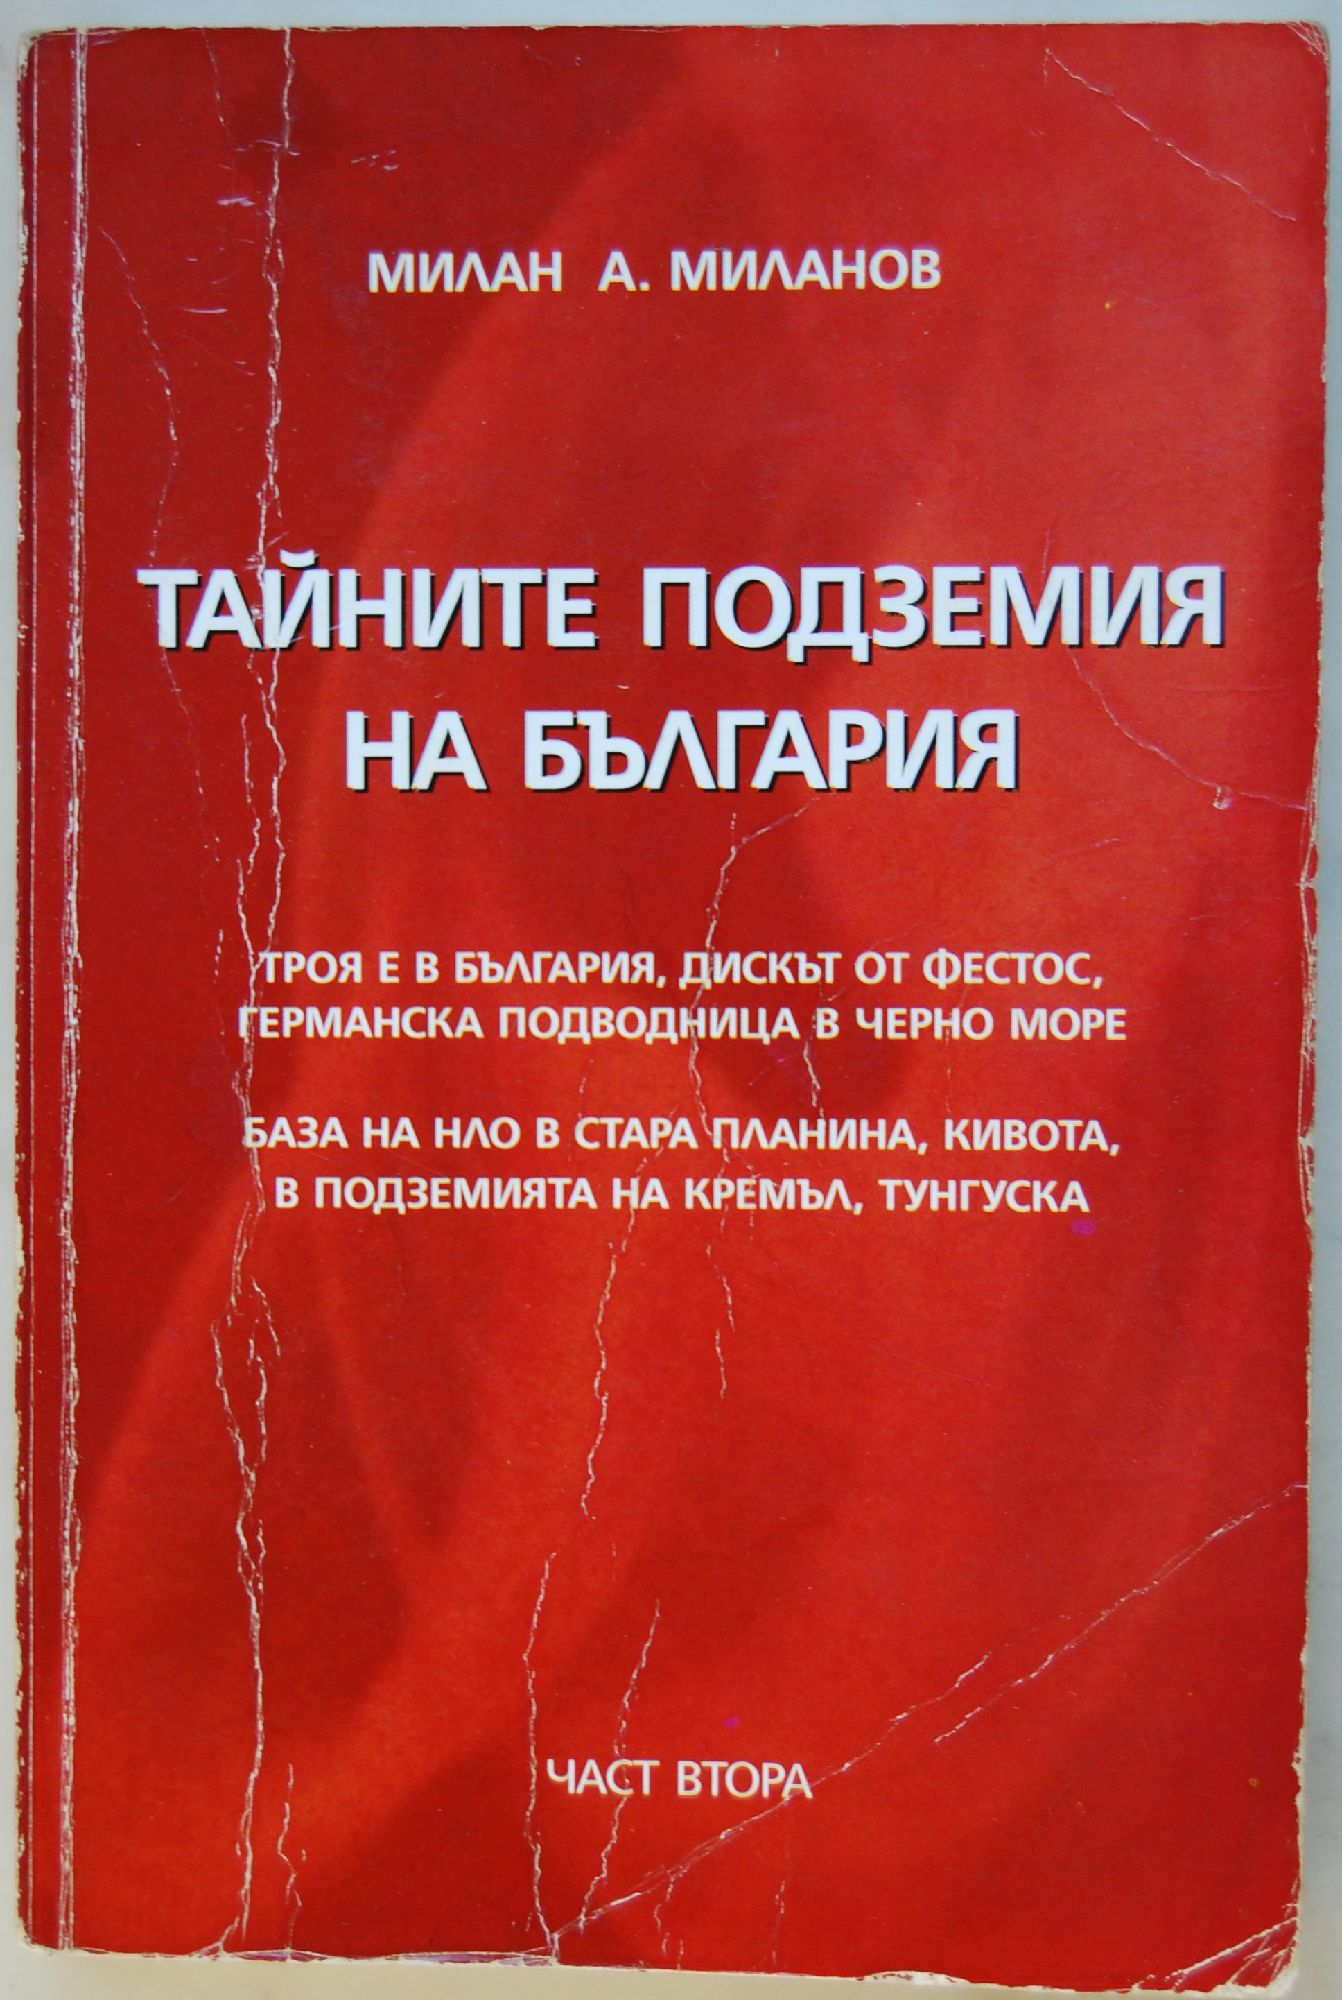 МИЛАН А. МИЛАНОВ
ТАЙНИТЕ ПОДЗЕМИЯ
НА БЪЛГАРИЯ
ТРОЯ Е В БЪЛГАРИЯ, ДИСКЪТ ОТ ФЕСТОС,
ГЕРМАНСКА ПОДВОДНИЦА В ЧЕРНО МОРЕ
БАЗА НА НЛО В СТАРА ПЛАНИНА, КИВОТА,
В ПОДЗЕМИЯТА НА КРЕМЪЛ, ТУНГУСКА
ЧАСТ ВТОРА